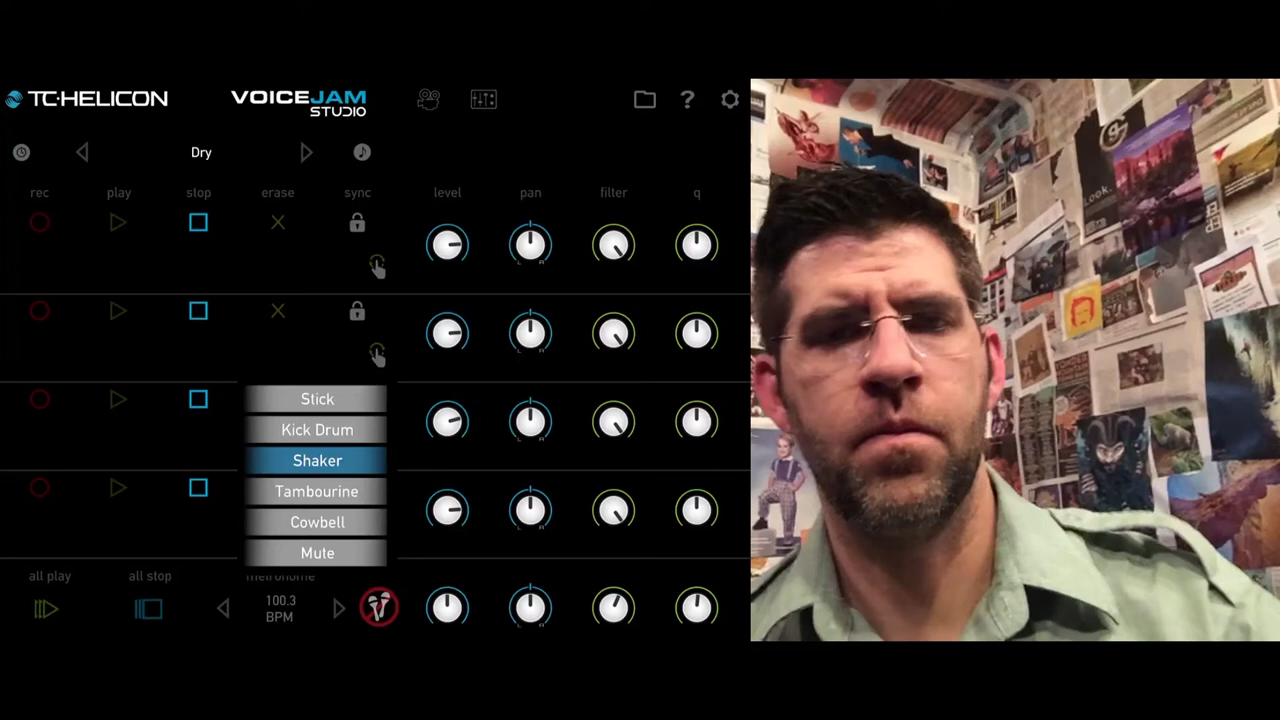 TC·HELICON
VOICEJAM
STUDIO
?
Dry
rec play stop erase sync level pan filter q
L R
L R
L R
L R
Stick
Kick Drum
Shaker
Tambourine
Cowbell
Mute
all play all stop metronome
100.3
BPM
L R
Look.